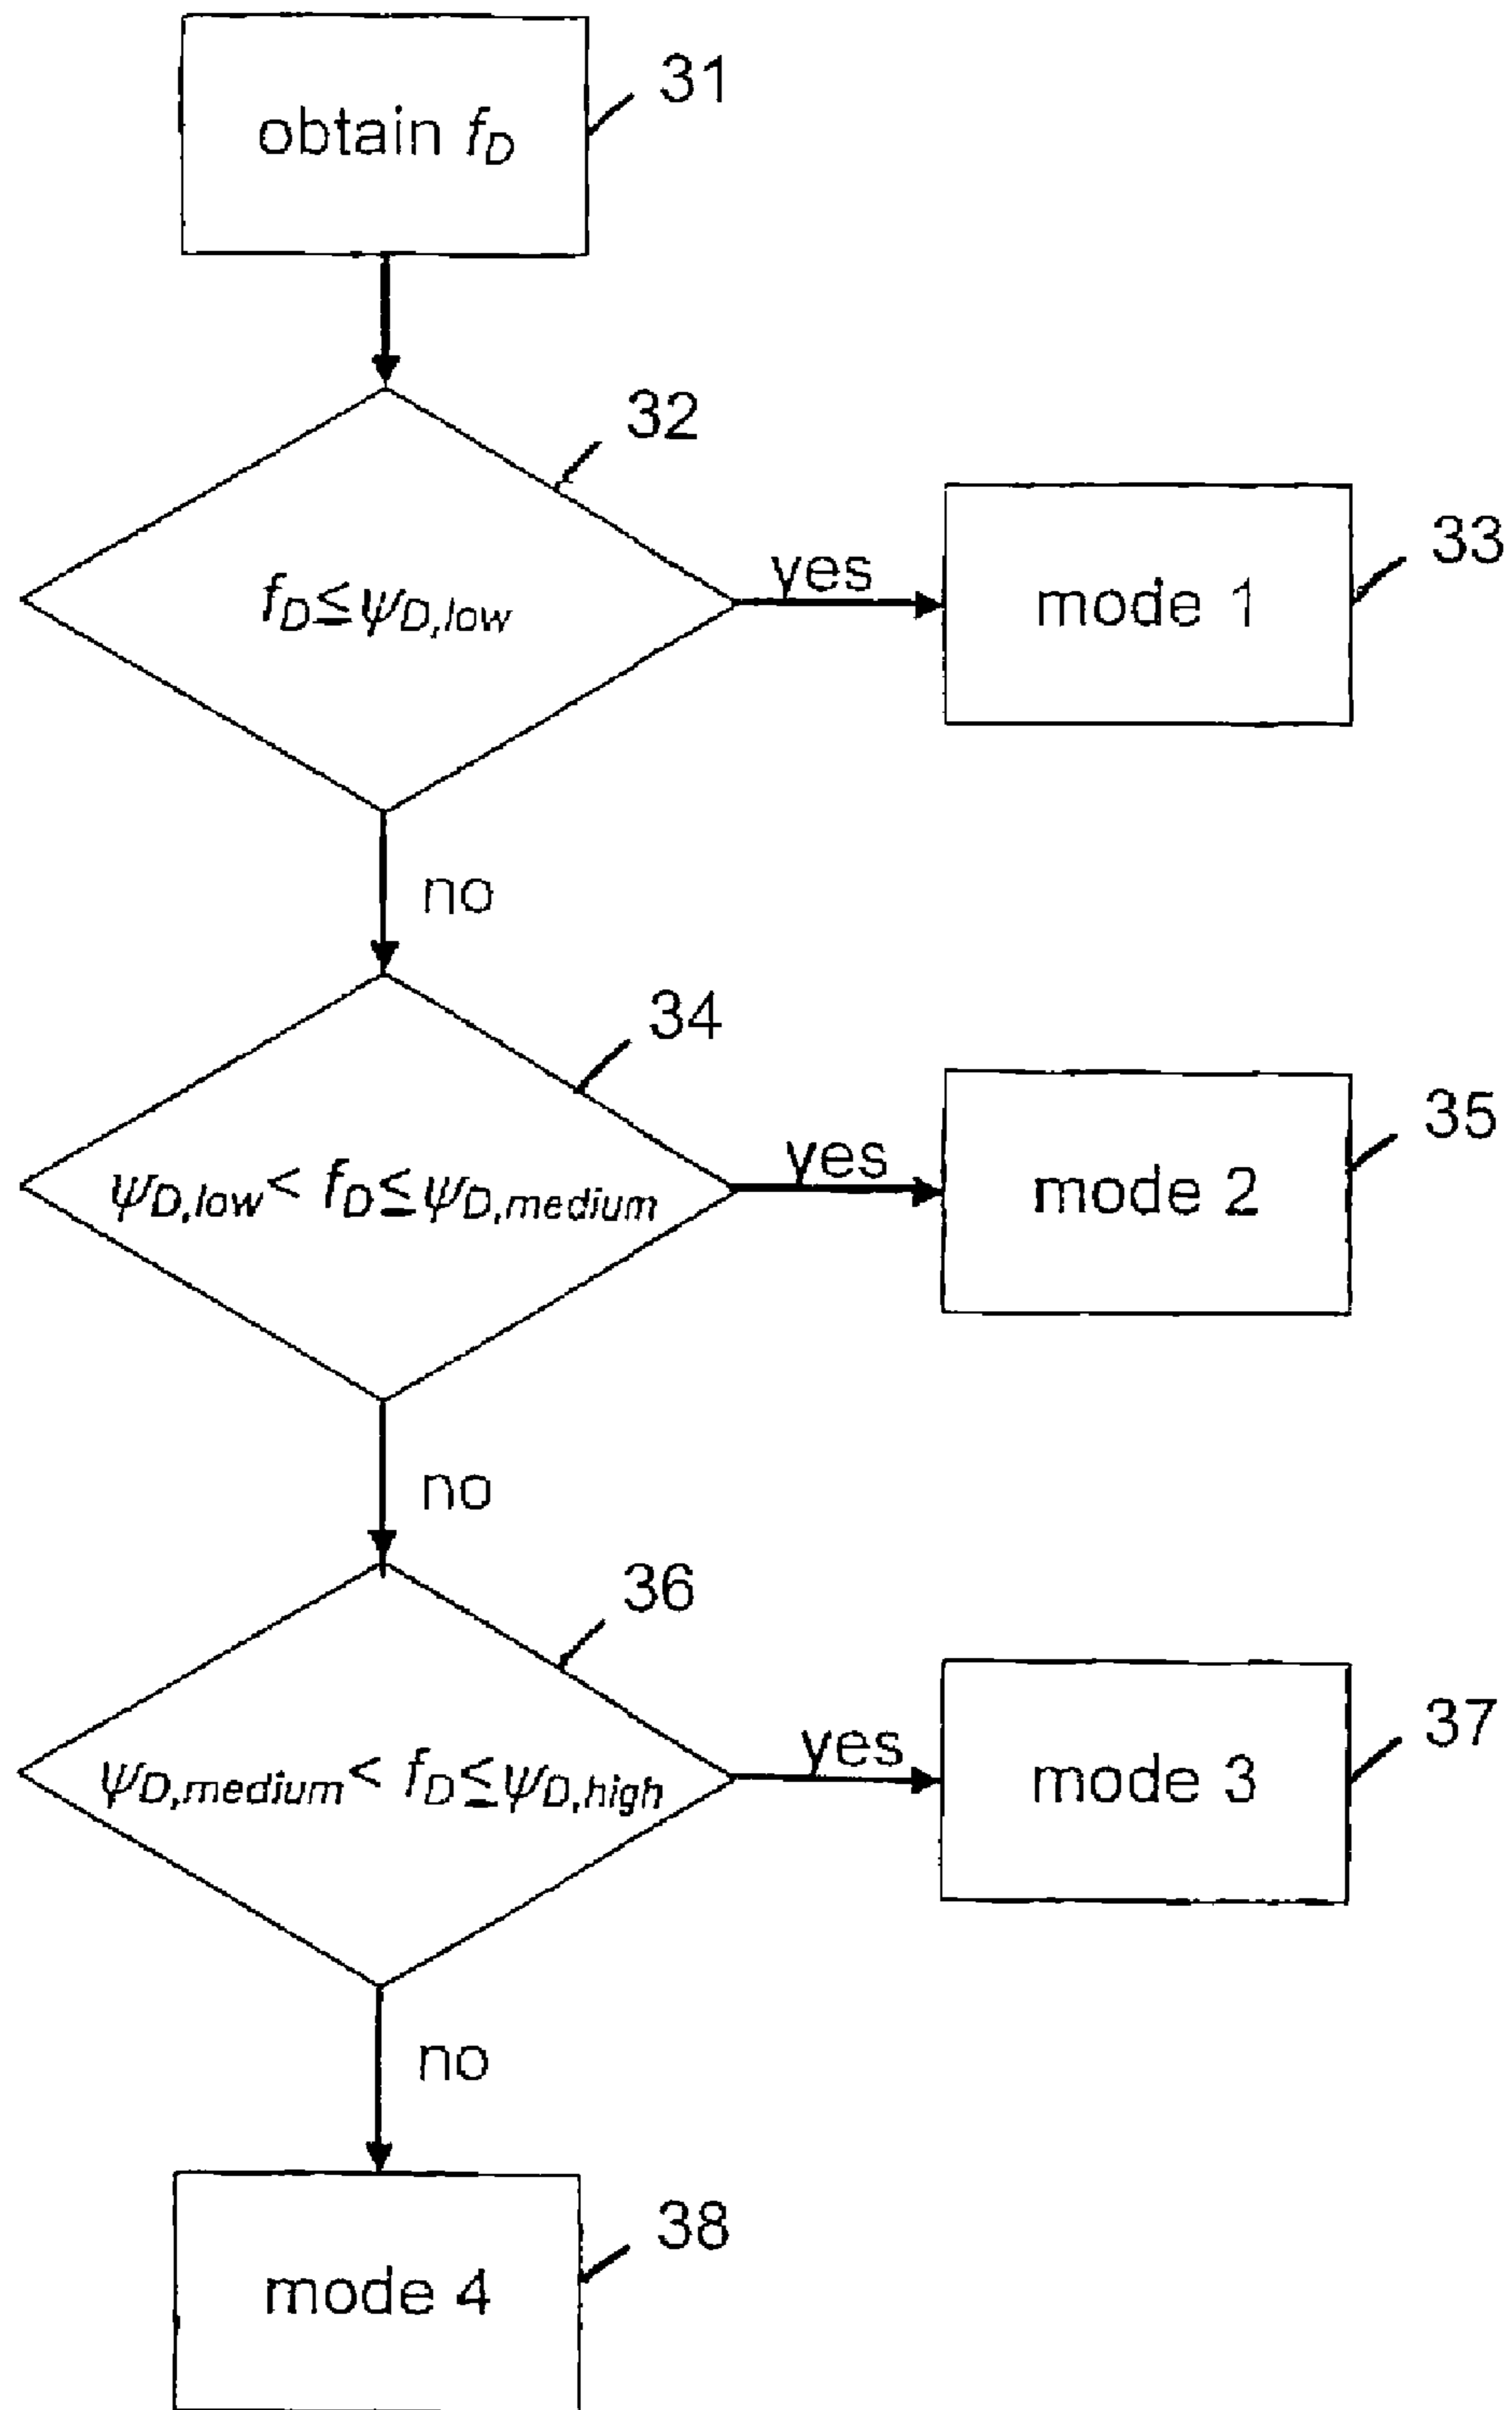 obtain f_D
31
32
f_D≤ψ_D,low
yes
mode 1
33
no
34
ψ_D,low< f_D≤ψ_D,medium
yes
mode 2
35
no
36
ψ_D,medium< f_D≤ψ_D,high
yes
mode 3
37
no
mode 4
38